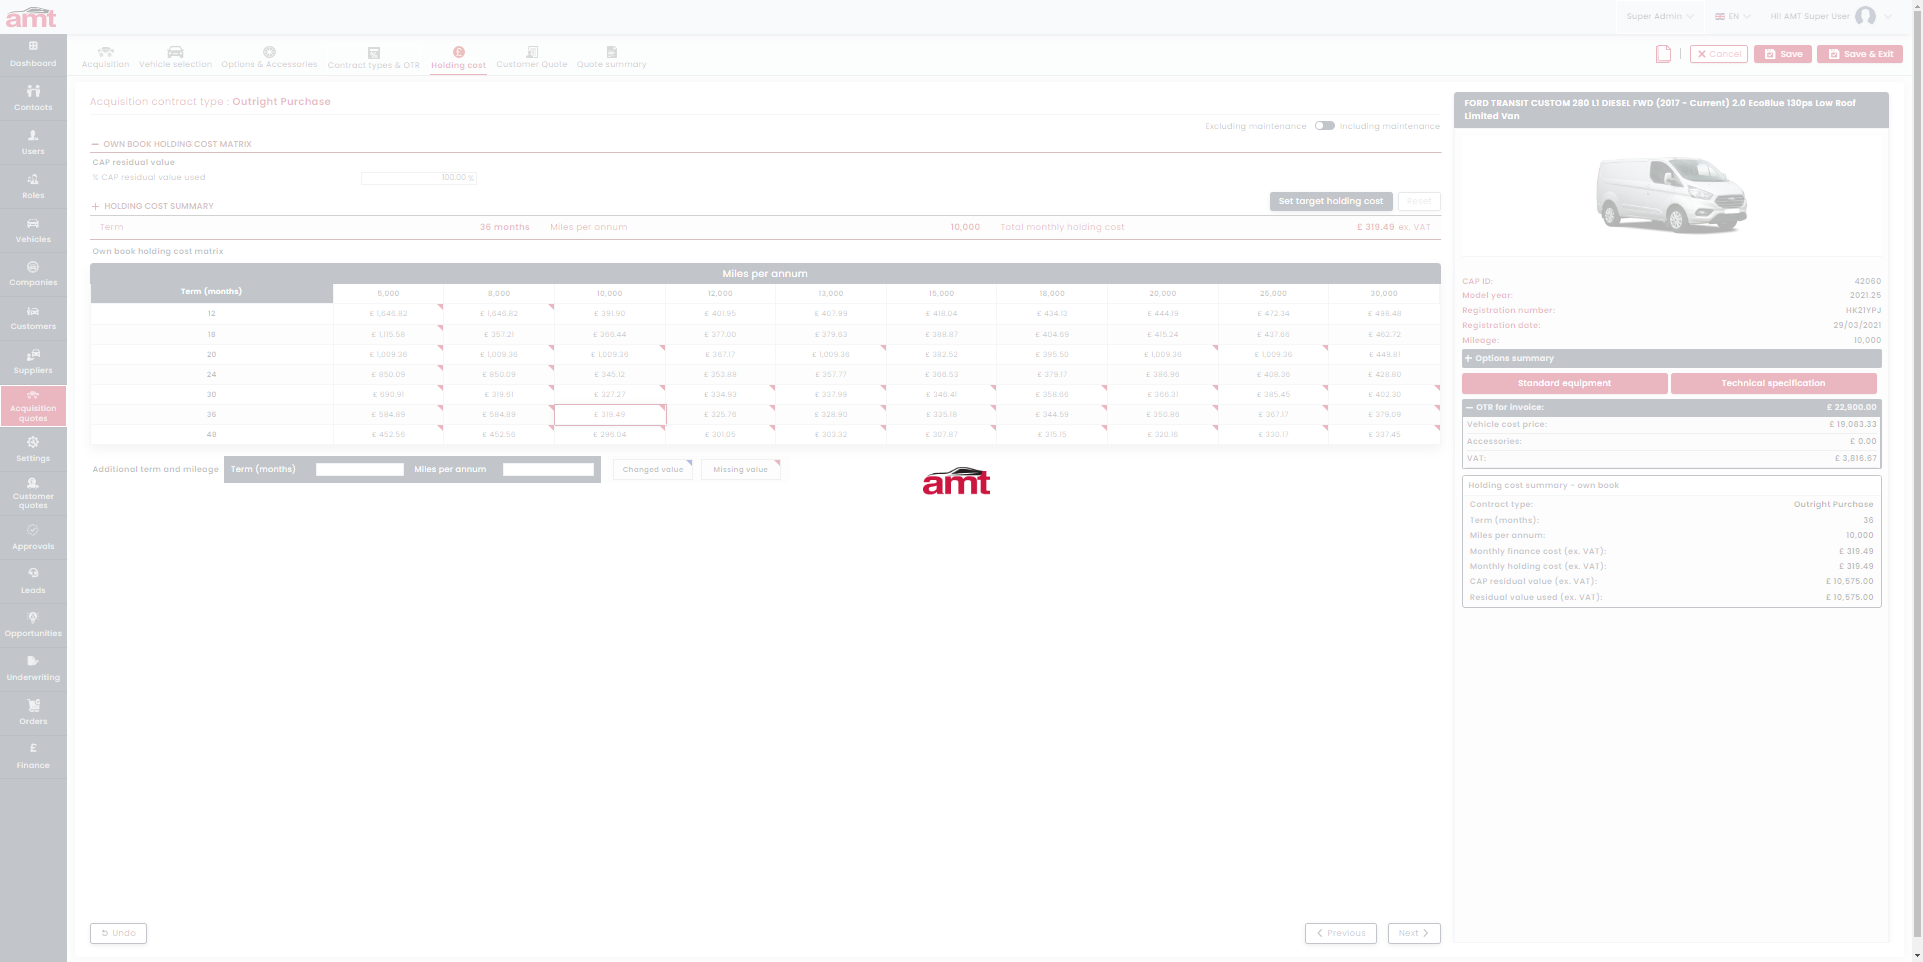 amt
Super Admin
EN
Hi! AMT Super User
Dashboard
Contacts
Users
Roles
Vehicles
Companies
Customers
Suppliers
Acquisition quotes
Settings
Customer quotes
Approvals
Leads
Opportunities
Underwriting
Orders
Finance
Acquisition Vehicle selection Options & Accessories Contract types & OTR Holding cost Customer Quote Quote summary
Cancel Save Save & Exit
Acquisition contract type : Outright Purchase
Excluding maintenance Including maintenance
OWN BOOK HOLDING COST MATRIX
CAP residual value
% CAP residual value used 100.00 %
HOLDING COST SUMMARY
Set target holding cost Reset
Term 36 months Miles per annum 10,000 Total monthly holding cost £ 319.49 ex. VAT
Own book holding cost matrix
Miles per annum
Term (months) 5,000 8,000 10,000 12,000 13,000 15,000 18,000 20,000 25,000 30,000
12 £ 1,646.82 £ 1,646.82 £ 391.90 £ 401.95 £ 407.99 £ 418.04 £ 434.13 £ 444.19 £ 472.34 £ 498.48
18 £ 1,115.58 £ 357.21 £ 366.44 £ 377.00 £ 379.63 £ 388.87 £ 404.69 £ 415.24 £ 437.66 £ 462.72
20 £ 1,009.36 £ 1,009.36 £ 1,009.36 £ 367.17 £ 1,009.36 £ 382.52 £ 395.50 £ 1,009.36 £ 1,009.36 £ 449.81
24 £ 850.09 £ 850.09 £ 345.12 £ 353.88 £ 357.77 £ 366.53 £ 379.17 £ 386.96 £ 408.36 £ 428.80
30 £ 690.91 £ 319.61 £ 327.27 £ 334.93 £ 337.99 £ 346.41 £ 358.66 £ 366.31 £ 385.45 £ 402.30
36 £ 584.89 £ 584.89 £ 319.49 £ 325.76 £ 328.90 £ 335.18 £ 344.59 £ 350.86 £ 367.17 £ 379.09
48 £ 452.56 £ 452.56 £ 296.04 £ 301.05 £ 303.32 £ 307.87 £ 315.15 £ 320.16 £ 330.17 £ 337.45
Additional term and mileage Term (months) Miles per annum Changed value Missing value
amt
Undo Previous Next
FORD TRANSIT CUSTOM 280 L1 DIESEL FWD (2017 - Current) 2.0 EcoBlue 130ps Low Roof
Limited Van
CAP ID: 42060
Model year: 2021.25
Registration number: HK21YPJ
Registration date: 29/03/2021
Mileage: 10,000
Options summary
Standard equipment Technical specification
OTR for invoice: £ 22,900.00
Vehicle cost price: £ 19,083.33
Accessories: £ 0.00
VAT: £ 3,816.67
Holding cost summary - own book
Contract type: Outright Purchase
Term (months): 36
Miles per annum: 10,000
Monthly finance cost (ex. VAT): £ 319.49
Monthly holding cost (ex. VAT): £ 319.49
CAP residual value (ex. VAT): £ 10,575.00
Residual value used (ex. VAT): £ 10,575.00